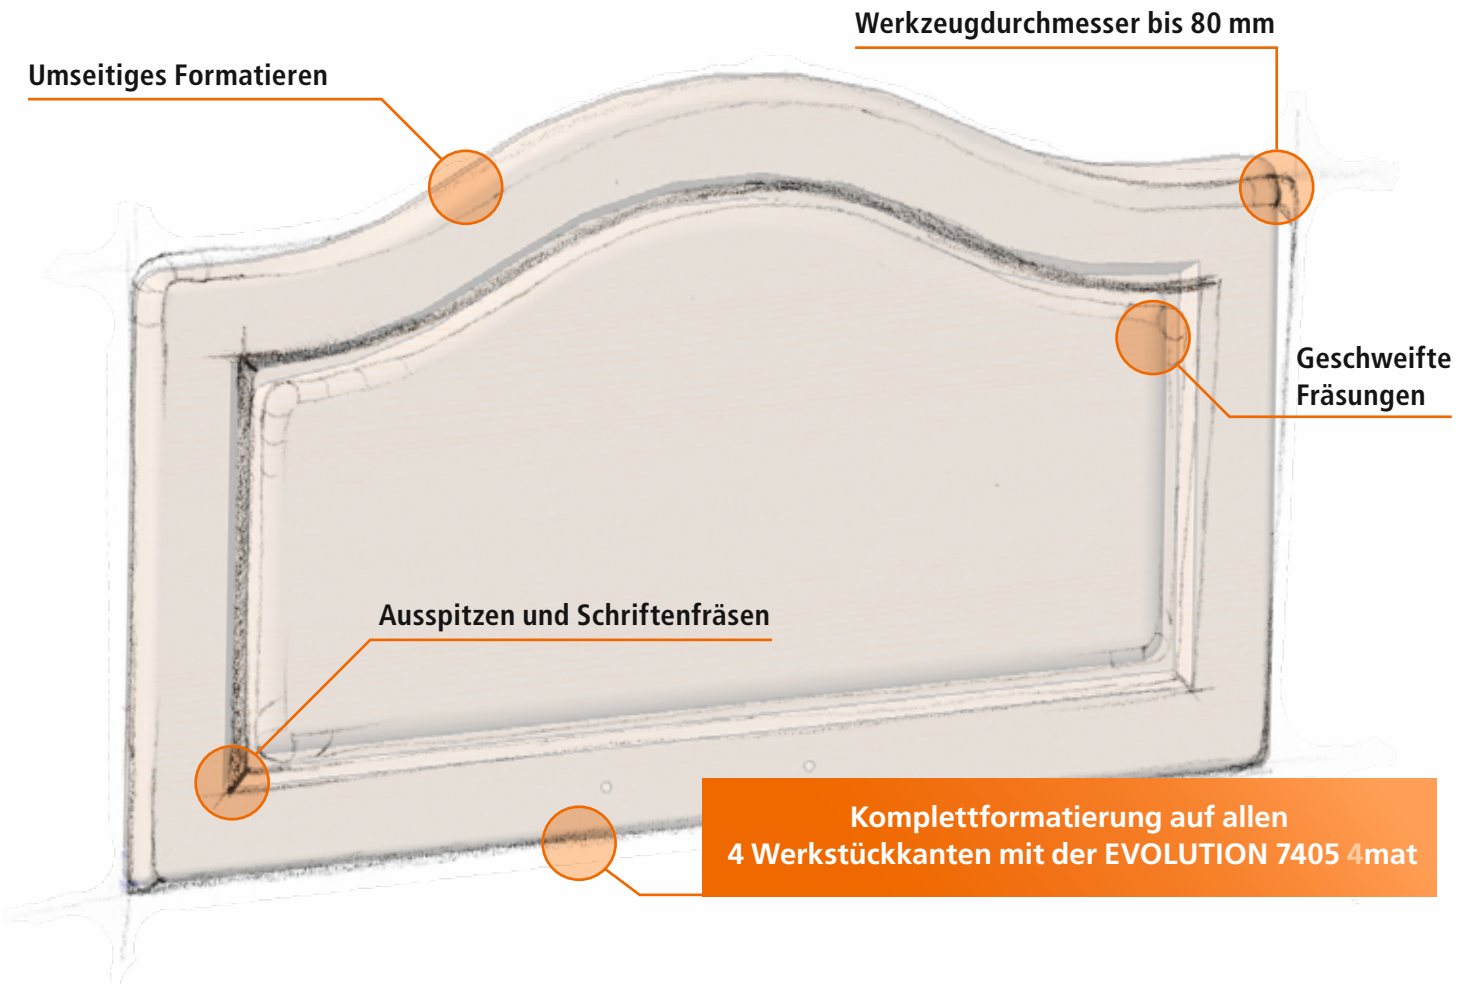 Werkzeugdurchmesser bis 80 mm
Umseitiges Formatieren
Geschweifte
Fräsungen
Ausspitzen und Schriftenfräsen
Komplettformatierung auf allen
4 Werkstückkanten mit der EVOLUTION 7405 4mat